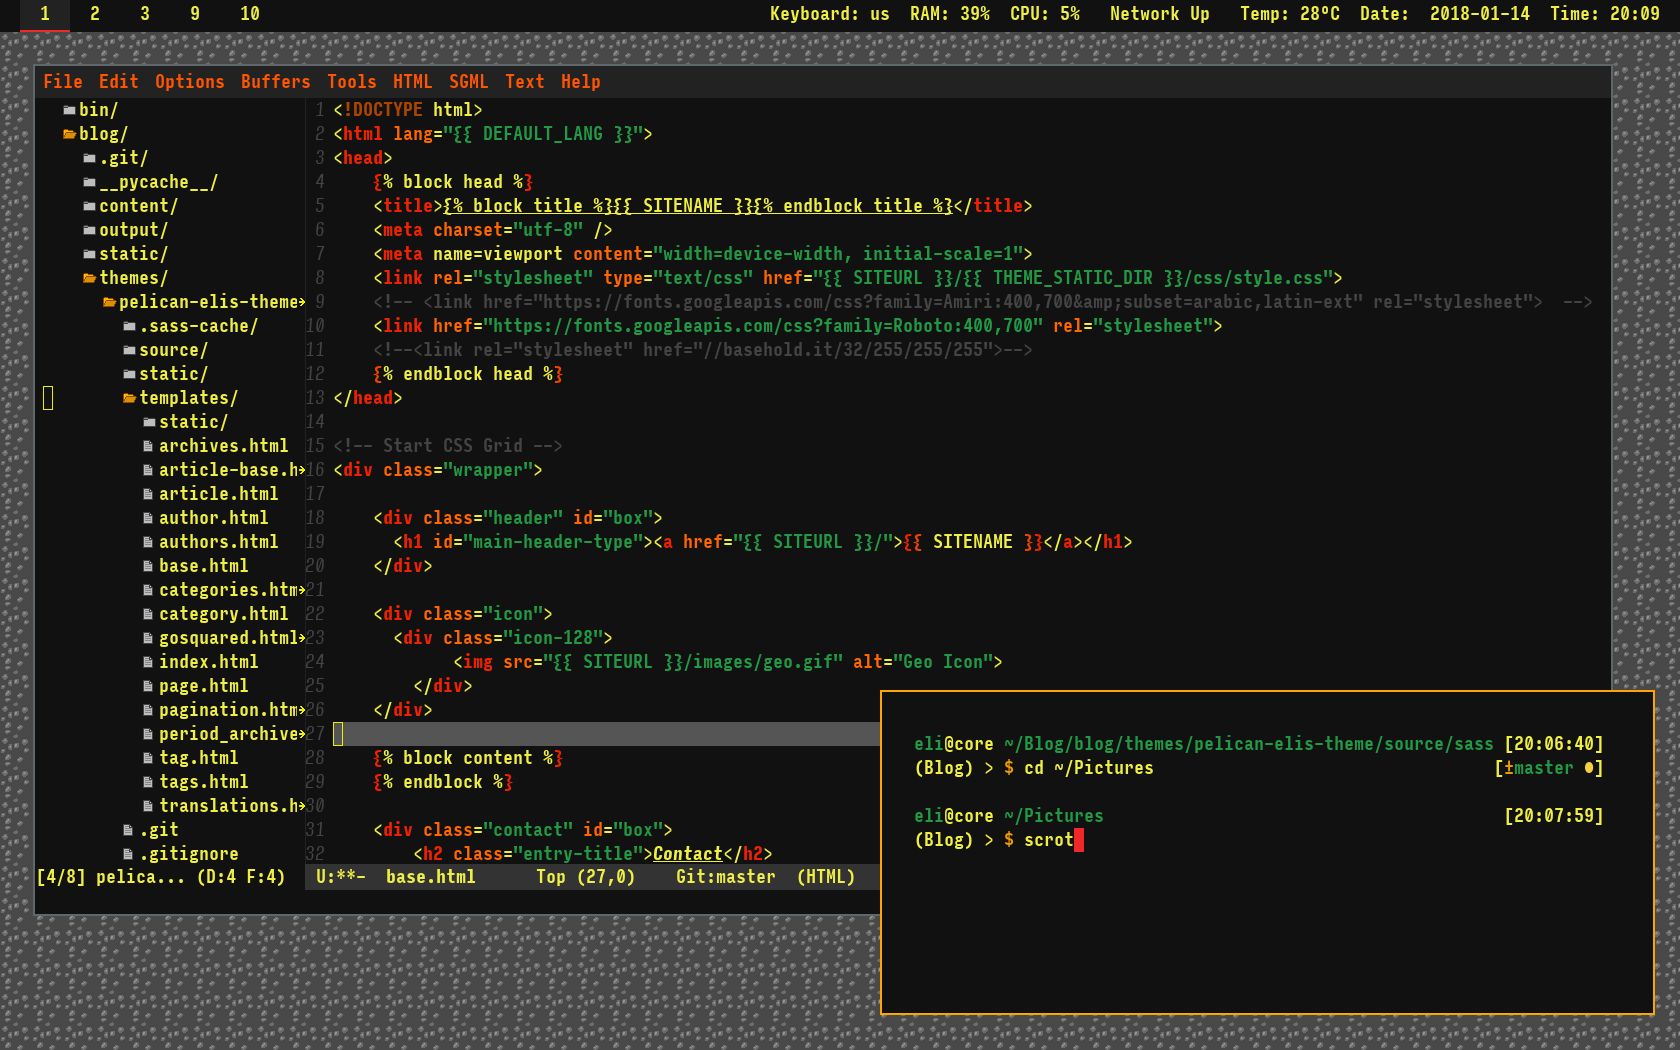 1 2 3 9 10 Keyboard: us RAM: 39% CPU: 5% Network Up Temp: 28ºC Date: 2018-01-14 Time: 20:09
File Edit Options Buffers Tools HTML SGML Text Help
bin/
blog/
.git/
__pycache__/
content/
output/
static/
themes/
pelican-elis-theme
.sass-cache/
source/
static/
templates/
static/
archives.html
article-base.h
article.html
author.html
authors.html
base.html
categories.htm
category.html
gosquared.html
index.html
page.html
pagination.htm
period_archive
tag.html
tags.html
translations.h
.git
.gitignore
[4/8] pelica... (D:4 F:4)
1 <!DOCTYPE html>
2 <html lang="{{ DEFAULT_LANG }}">
3 <head>
4 {% block head %}
5 <title>{% block title %}{{ SITENAME }}{% endblock title %}</title>
6 <meta charset="utf-8" />
7 <meta name=viewport content="width=device-width, initial-scale=1">
8 <link rel="stylesheet" type="text/css" href="{{ SITEURL }}/{{ THEME_STATIC_DIR }}/css/style.css">
9 <!-- <link href="https://fonts.googleapis.com/css?family=Amiri:400,700&amp;subset=arabic,latin-ext" rel="stylesheet"> -->
10 <link href="https://fonts.googleapis.com/css?family=Roboto:400,700" rel="stylesheet">
11 <!--<link rel="stylesheet" href="//basehold.it/32/255/255/255">-->
12 {% endblock head %}
13 </head>
14
15 <!-- Start CSS Grid -->
16 <div class="wrapper">
17
18 <div class="header" id="box">
19 <h1 id="main-header-type"><a href="{{ SITEURL }}/">{{ SITENAME }}</a></h1>
20 </div>
21
22 <div class="icon">
23 <div class="icon-128">
24 <img src="{{ SITEURL }}/images/geo.gif" alt="Geo Icon">
25 </div>
26 </div>
27
28 {% block content %}
29 {% endblock %}
30
31 <div class="contact" id="box">
32 <h2 class="entry-title">Contact</h2>
U:**- base.html Top (27,0) Git:master (HTML)
eli@core ~/Blog/blog/themes/pelican-elis-theme/source/sass [20:06:40]
(Blog) > $ cd ~/Pictures [±master ●]
eli@core ~/Pictures [20:07:59]
(Blog) > $ scrot